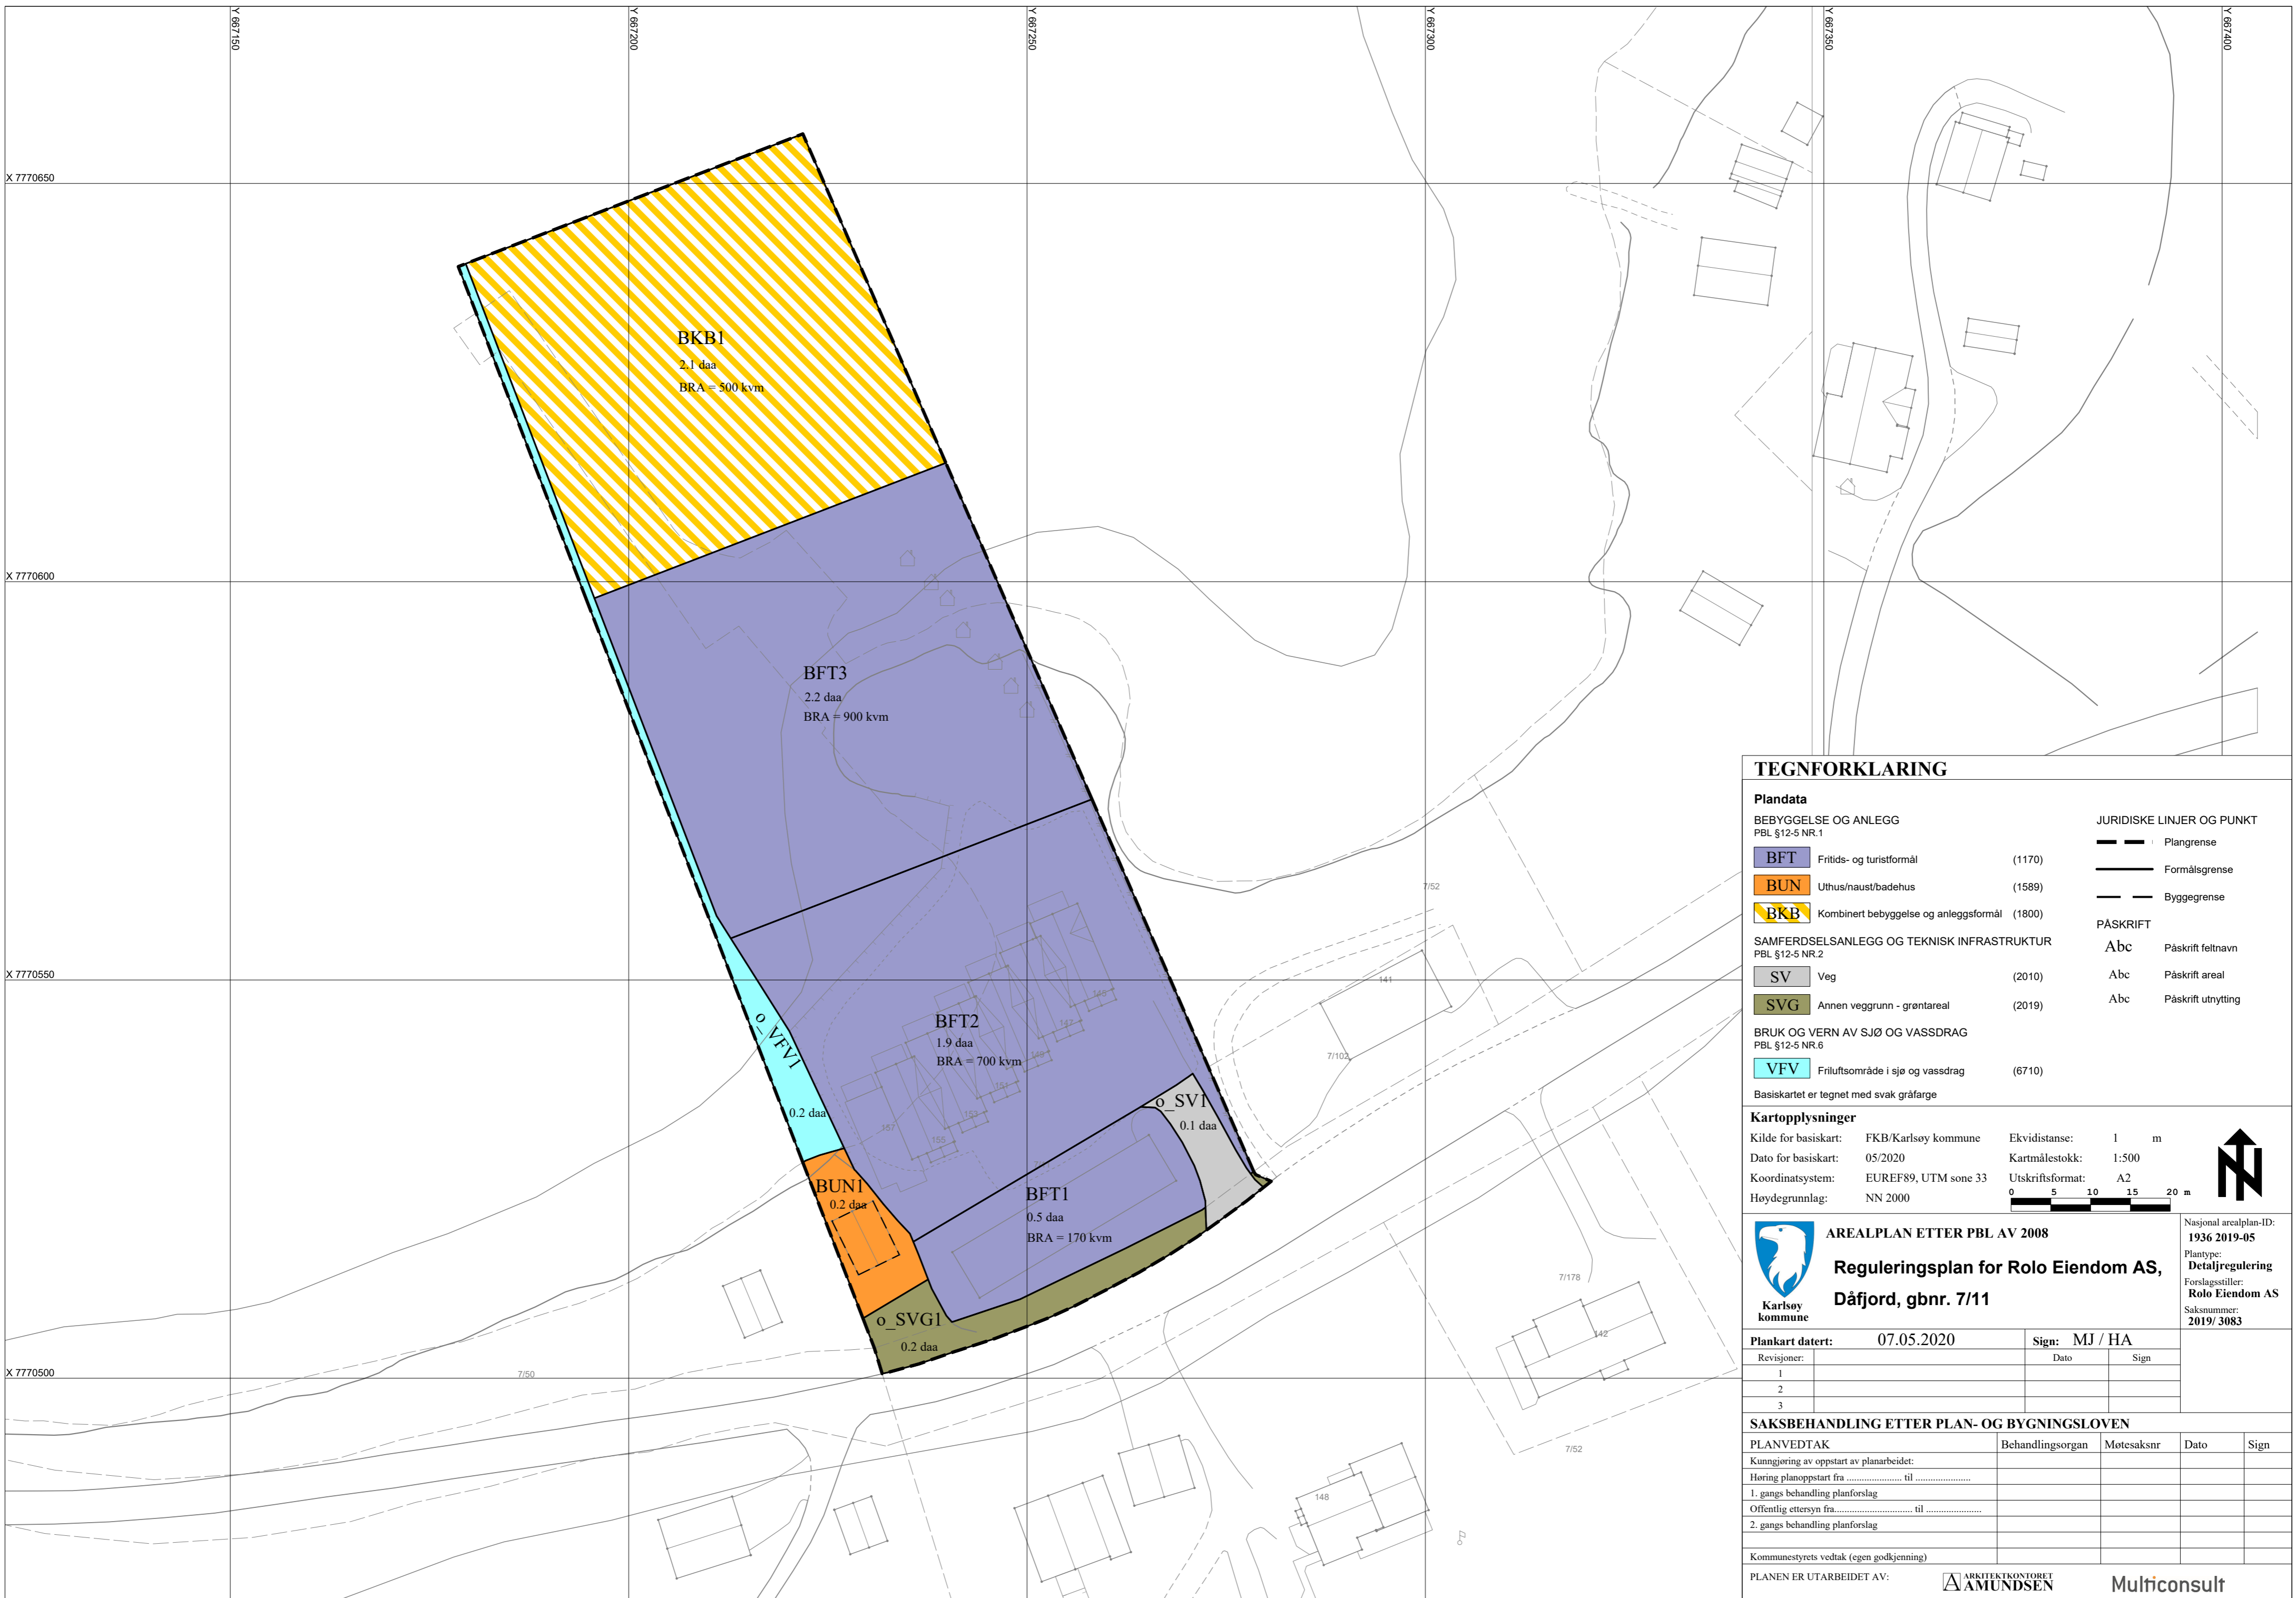 Y 667150
Y 667200
Y 667250
Y 667300
Y 667350
Y 667400
X 7770650
X 7770600
X 7770550
X 7770500
BKB1
2.1 daa
BRA = 500 kvm
BFT3
2.2 daa
BRA = 900 kvm
BFT2
1.9 daa
BRA = 700 kvm
o_VFV1
0.2 daa
BUN1
0.2 daa
BFT1
0.5 daa
BRA = 170 kvm
o_SV1
0.1 daa
o_SVG1
0.2 daa
157
155
153
151
149
147
145
141
7/52
7/102
7/178
142
7/52
148
7/50
TEGNFORKLARING
Plandata
BEBYGGELSE OG ANLEGG
PBL §12-5 NR.1
BFT Fritids- og turistformål (1170)
BUN Uthus/naust/badehus (1589)
BKB Kombinert bebyggelse og anleggsformål (1800)
SAMFERDSELSANLEGG OG TEKNISK INFRASTRUKTUR
PBL §12-5 NR.2
SV Veg (2010)
SVG Annen veggrunn - grøntareal (2019)
BRUK OG VERN AV SJØ OG VASSDRAG
PBL §12-5 NR.6
VFV Friluftsområde i sjø og vassdrag (6710)
Basiskartet er tegnet med svak gråfarge
JURIDISKE LINJER OG PUNKT
Plangrense
Formålsgrense
Byggegrense
PÅSKRIFT
Abc Påskrift feltnavn
Abc Påskrift areal
Abc Påskrift utnytting
Kartopplysninger
Kilde for basiskart: FKB/Karlsøy kommune
Dato for basiskart: 05/2020
Koordinatsystem: EUREF89, UTM sone 33
Høydegrunnlag: NN 2000
Ekvidistanse: 1 m
Kartmålestokk: 1:500
Utskriftsformat: A2
0 5 10 15 20 m
N
Karlsøy
kommune
AREALPLAN ETTER PBL AV 2008
Reguleringsplan for Rolo Eiendom AS,
Dåfjord, gbnr. 7/11
Nasjonal arealplan-ID:
1936 2019-05
Plantype:
Detaljregulering
Forslagsstiller:
Rolo Eiendom AS
Saksnummer:
2019/ 3083
Plankart datert: 07.05.2020 Sign: MJ / HA
Revisjoner: Dato Sign
1
2
3
SAKSBEHANDLING ETTER PLAN- OG BYGNINGSLOVEN
PLANVEDTAK Behandlingsorgan Møtesaksnr Dato Sign
Kunngjøring av oppstart av planarbeidet:
Høring planoppstart fra ...................... til ......................
1. gangs behandling planforslag
Offentlig ettersyn fra............................... til ......................
2. gangs behandling planforslag
Kommunestyrets vedtak (egen godkjenning)
PLANEN ER UTARBEIDET AV:
A ARKITEKTKONTORET
AMUNDSEN
Multiconsult